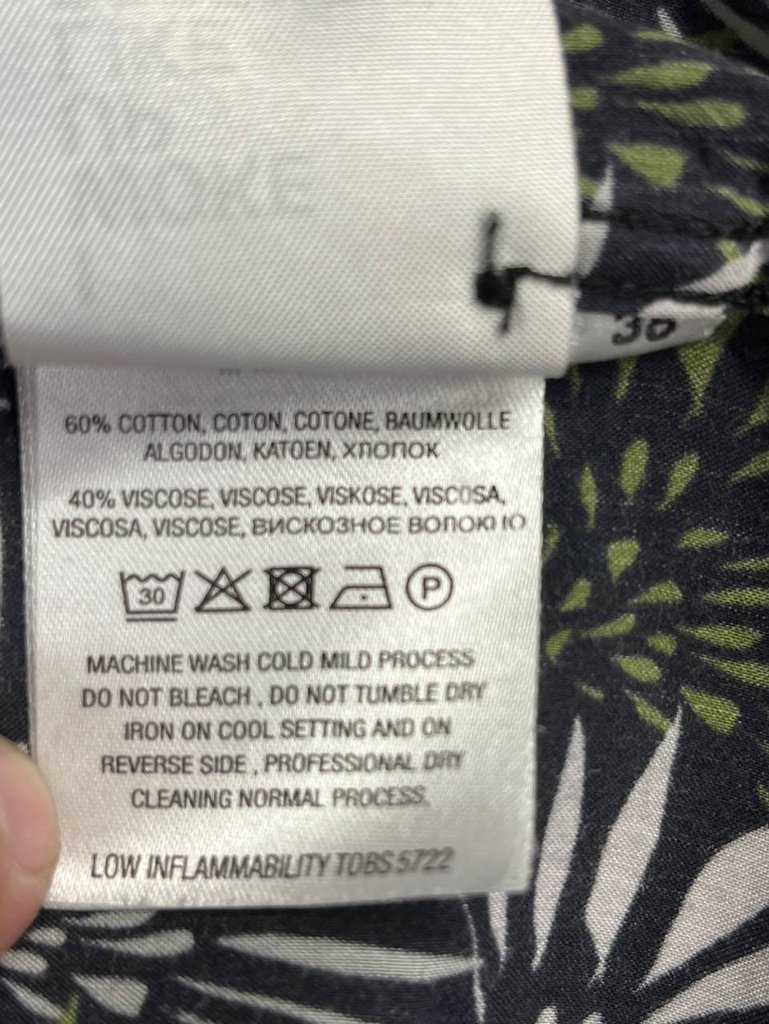 36
60% COTTON, COTON, COTONE, BAUMWOLLE
ALGODON, KATOEN, ХЛОПОК
40% VISCOSE, VISCOSE, VISKOSE, VISCOSA,
VISCOSA, VISCOSE, ВИСКОЗНОЕ ВОЛОКНО
30 P
MACHINE WASH COLD MILD PROCESS
DO NOT BLEACH , DO NOT TUMBLE DRY
IRON ON COOL SETTING AND ON
REVERSE SIDE , PROFESSIONAL DRY
CLEANING NORMAL PROCESS.
LOW INFLAMMABILITY TOBS 5722